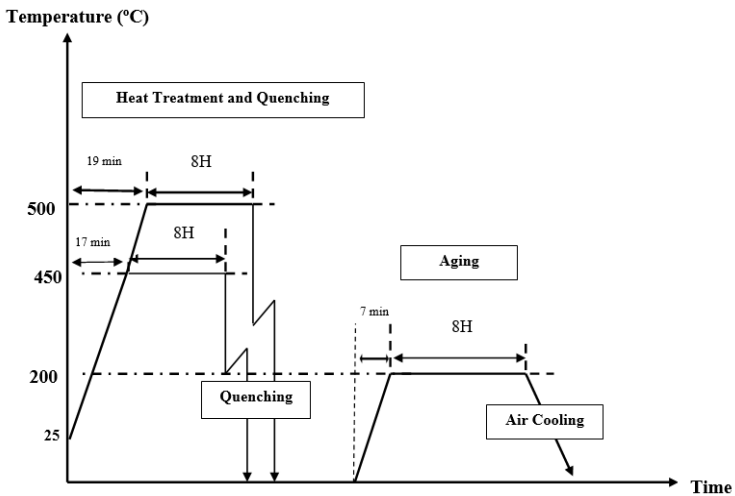 Temperature (ºC)
Heat Treatment and Quenching
19 min
8H
500
17 min
8H
450
Aging
7 min
8H
200
Quenching
Air Cooling
25
Time